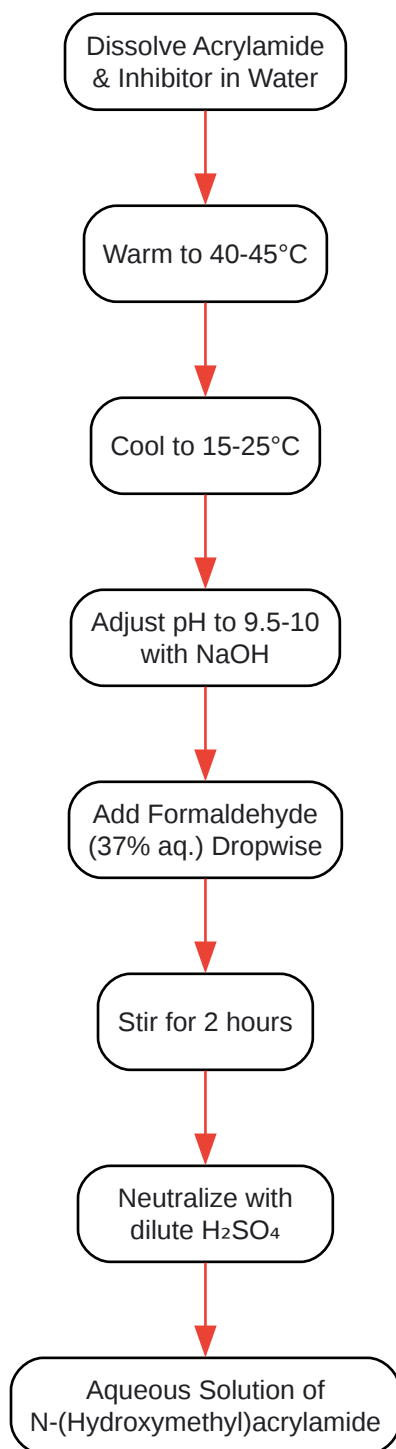 Dissolve Acrylamide
& Inhibitor in Water
Warm to 40-45°C
Cool to 15-25°C
Adjust pH to 9.5-10
with NaOH
Add Formaldehyde
(37% aq.) Dropwise
Stir for 2 hours
Neutralize with
dilute H₂SO₄
Aqueous Solution of
N-(Hydroxymethyl)acrylamide